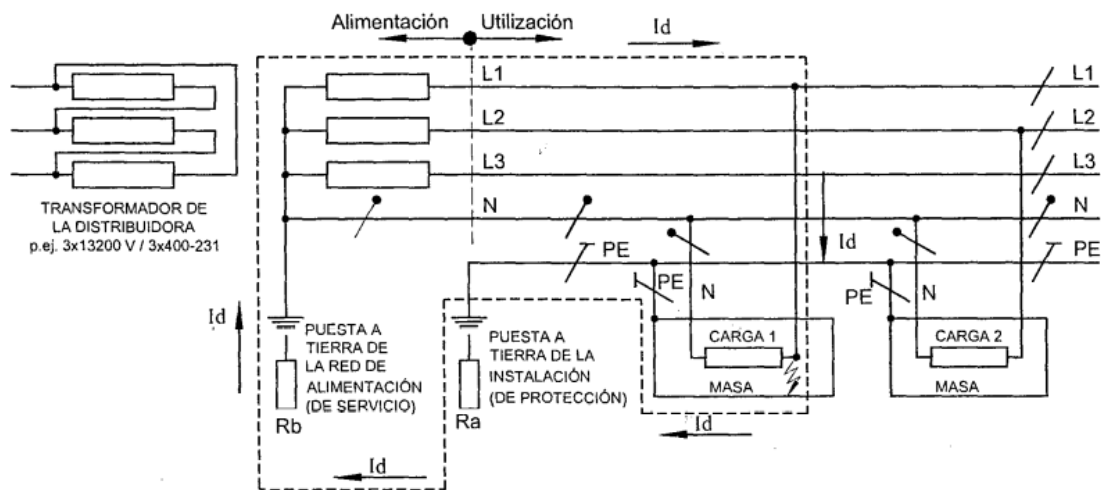 Alimentación
Utilización
Id
L1
L1
L2
L2
L3
L3
TRANSFORMADOR DE
LA DISTRIBUIDORA
p.ej. 3x13200 V / 3x400-231
N
N
Id
PE
PE
PE
N
PE
N
Id
PUESTA A
TIERRA DE
LA RED DE
ALIMENTACIÓN
(DE SERVICIO)
Rb
PUESTA A
TIERRA DE LA
INSTALACIÓN
(DE PROTECCIÓN)
Ra
CARGA 1
MASA
CARGA 2
MASA
Id
Id